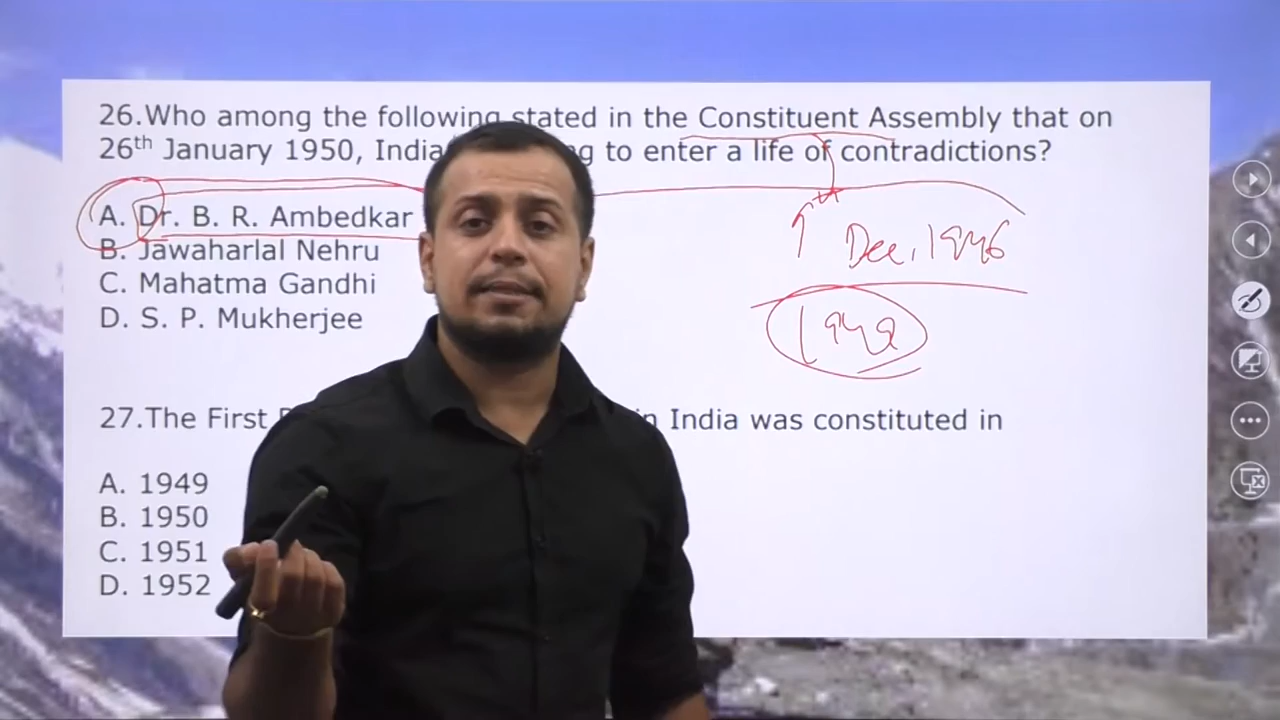 26.Who among the following stated in the Constituent Assembly that on
26th January 1950, India g to enter a life of contradictions?
A. Dr. B. R. Ambedkar
9th Dec, 1946
B. Jawaharlal Nehru
C. Mahatma Gandhi
D. S. P. Mukherjee
1949
27.The First in India was constituted in
A. 1949
B. 1950
C. 1951
D. 1952